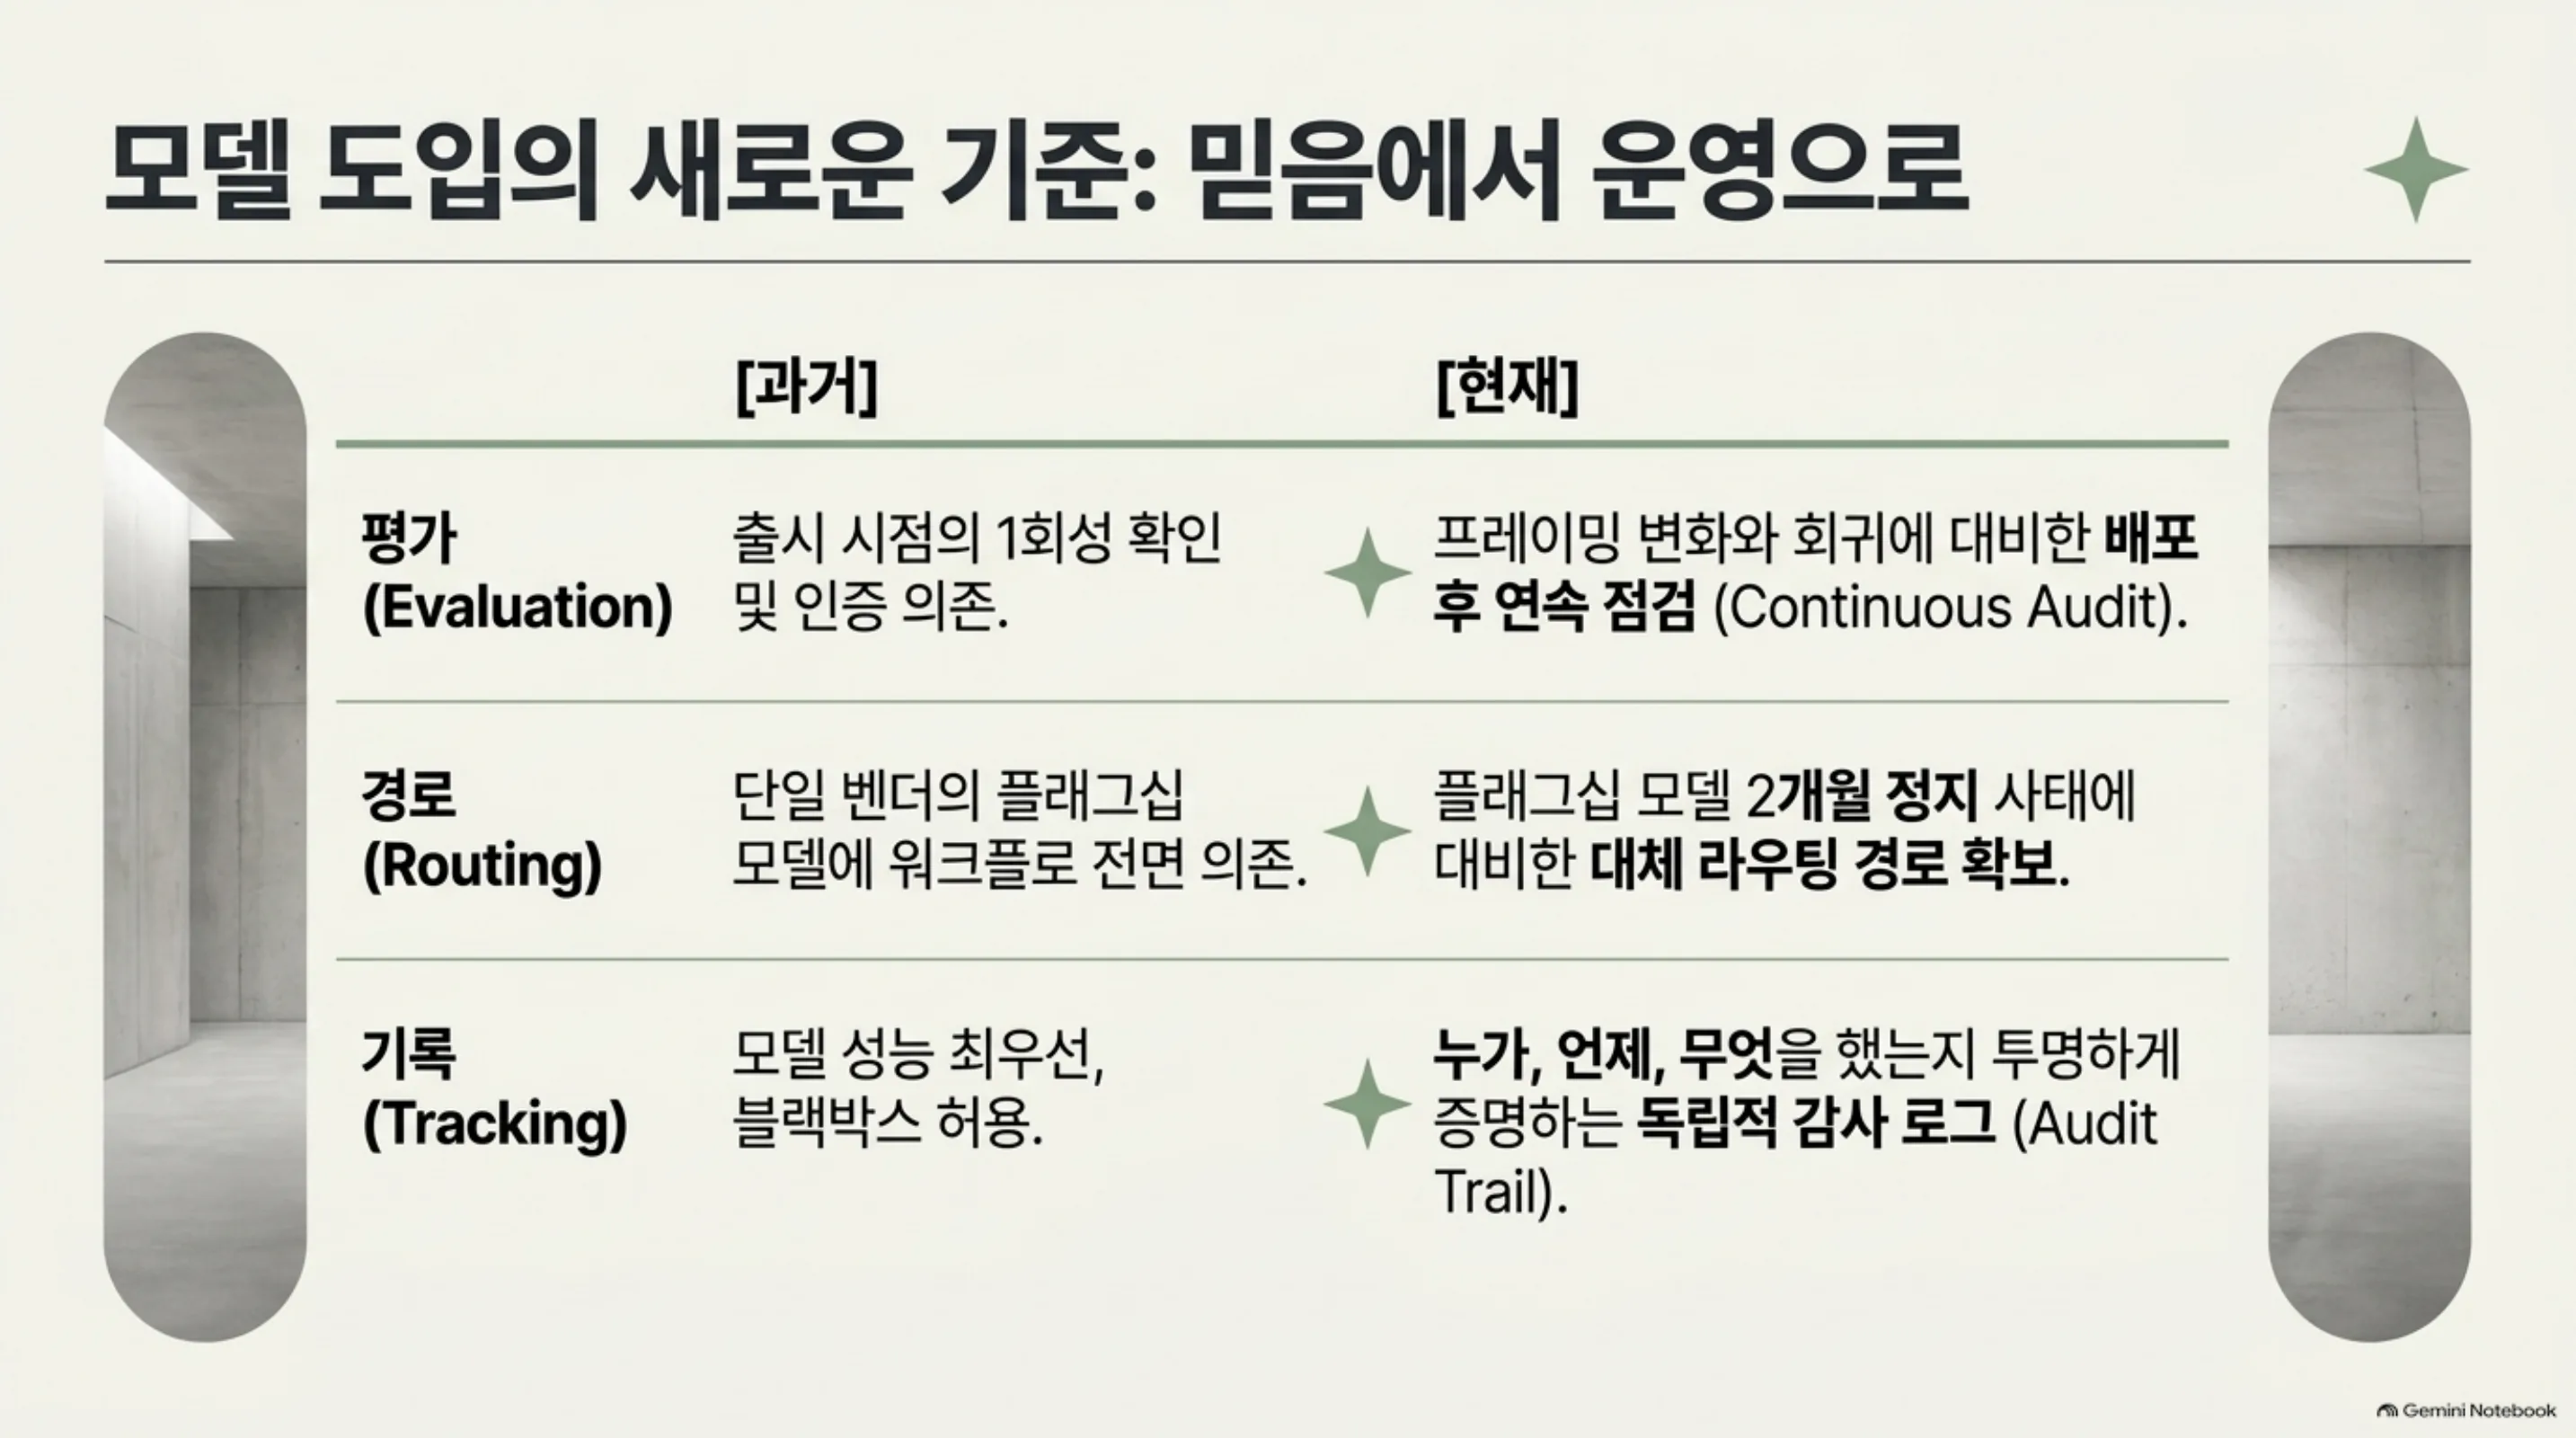 모델 도입의 새로운 기준: 믿음에서 운영으로
[과거]
[현재]
평가
(Evaluation)
출시 시점의 1회성 확인
및 인증 의존.
프레이밍 변화와 회귀에 대비한 배포
후 연속 점검 (Continuous Audit).
경로
(Routing)
단일 벤더의 플래그십
모델에 워크플로 전면 의존.
플래그십 모델 2개월 정지 사태에
대비한 대체 라우팅 경로 확보.
기록
(Tracking)
모델 성능 최우선,
블랙박스 허용.
누가, 언제, 무엇을 했는지 투명하게
증명하는 독립적 감사 로그 (Audit
Trail).
Gemini Notebook